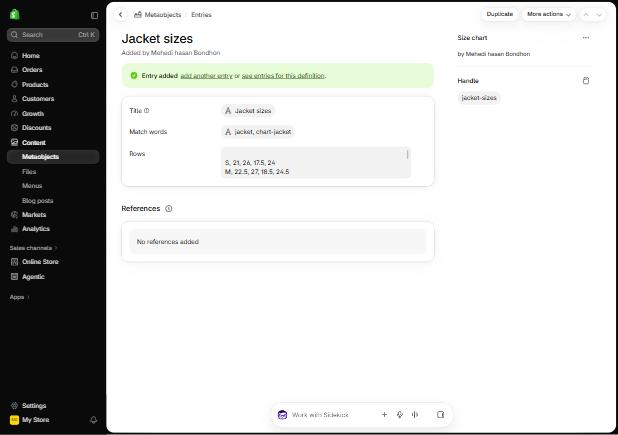 Search
Ctrl K
Home
Orders
Products
Customers
Growth
Discounts
Content
Metaobjects
Files
Menus
Blog posts
Markets
Analytics
Sales channels ›
Online Store
Agentic
Apps ›
Settings
My Store
Metaobjects › Entries
Duplicate
More actions
Jacket sizes
Added by Mehedi hasan Bondhon
Entry added add another entry or see entries for this definition.
Title
Jacket sizes
Match words
jacket, chart-jacket
Rows
S, 21, 26, 17.5, 24
M, 22.5, 27, 18.5, 24.5
References
No references added
Size chart
by Mehedi hasan Bondhon
Handle
jacket-sizes
Work with Sidekick